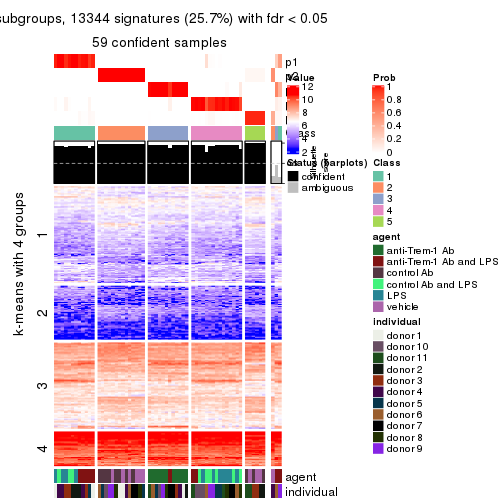 subgroups, 13344 signatures (25.7%) with fdr < 0.05
59 confident samples
p1
Value
12
10
8
6
4
2
Prob
1
0.8
0.6
0.4
0.2
0
Status (barplots)
confident
ambiguous
Class
1
2
3
4
5
agent
anti-Trem-1 Ab
anti-Trem-1 Ab and LPS
control Ab
control Ab and LPS
LPS
vehicle
individual
donor 1
donor 10
donor 11
donor 2
donor 3
donor 4
donor 5
donor 6
donor 7
donor 8
donor 9
k-means with 4 groups
1
2
3
4
agent
individual